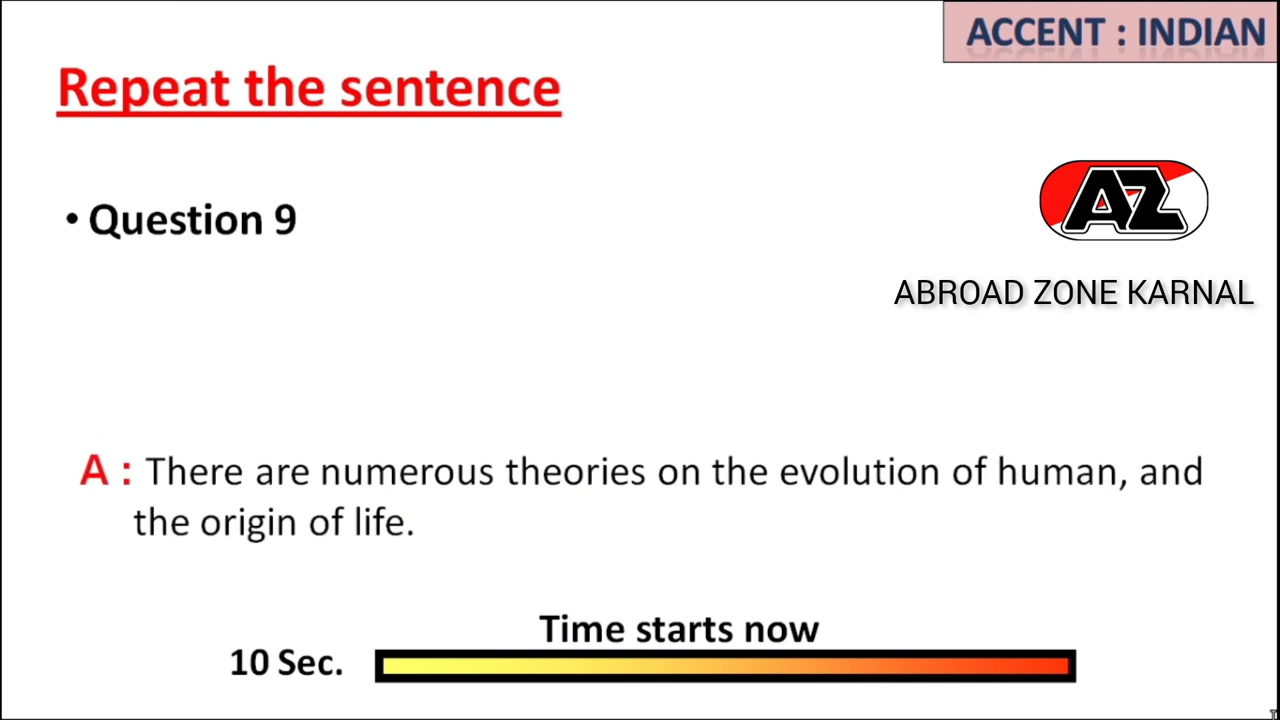 ACCENT : INDIAN
Repeat the sentence
• Question 9
AZ
ABROAD ZONE KARNAL
A : There are numerous theories on the evolution of human, and
the origin of life.
Time starts now
10 Sec.